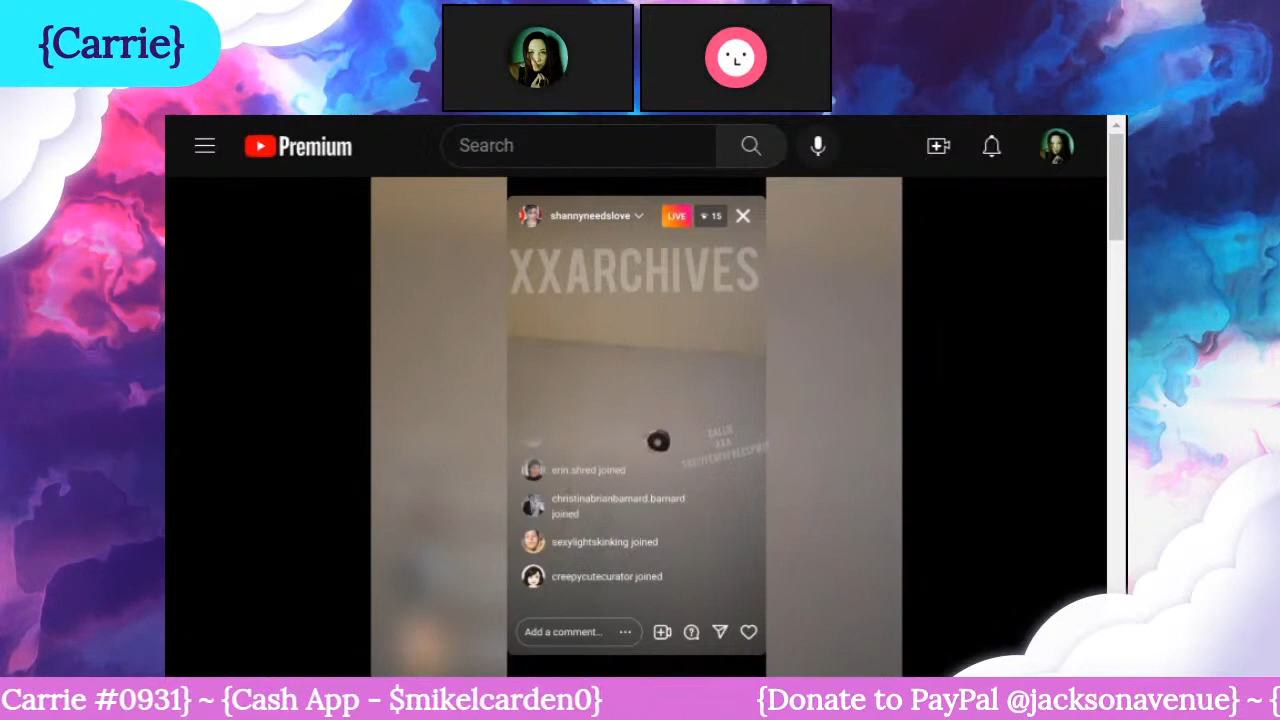 {Carrie}
Premium
Search
shannyneedslove
LIVE
15
XXARCHIVES
AKA
erin.shred joined
christinabrianbarnard.barnard
joined
sexylightskinking joined
creepycutecurator joined
Add a comment...
Carrie #0931} ~ {Cash App - $mikelcarden0} {Donate to PayPal @jacksonavenue} ~ {